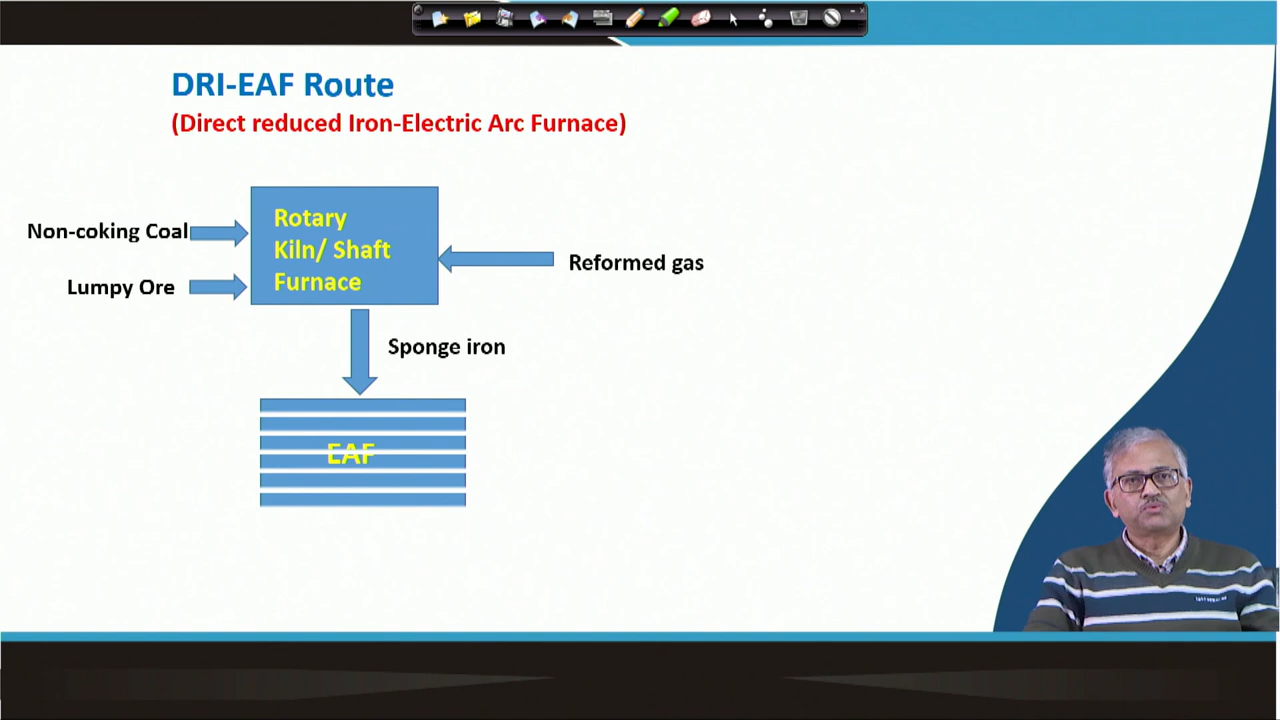 DRI-EAF Route
(Direct reduced Iron-Electric Arc Furnace)
Non-coking Coal
Lumpy Ore
Rotary
Kiln/ Shaft
Furnace
Reformed gas
Sponge iron
EAF